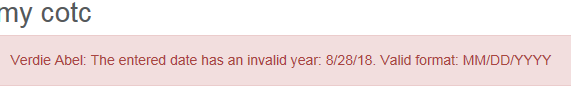 my cotc
Verdie Abel: The entered date has an invalid year: 8/28/18. Valid format: MM/DD/YYYY